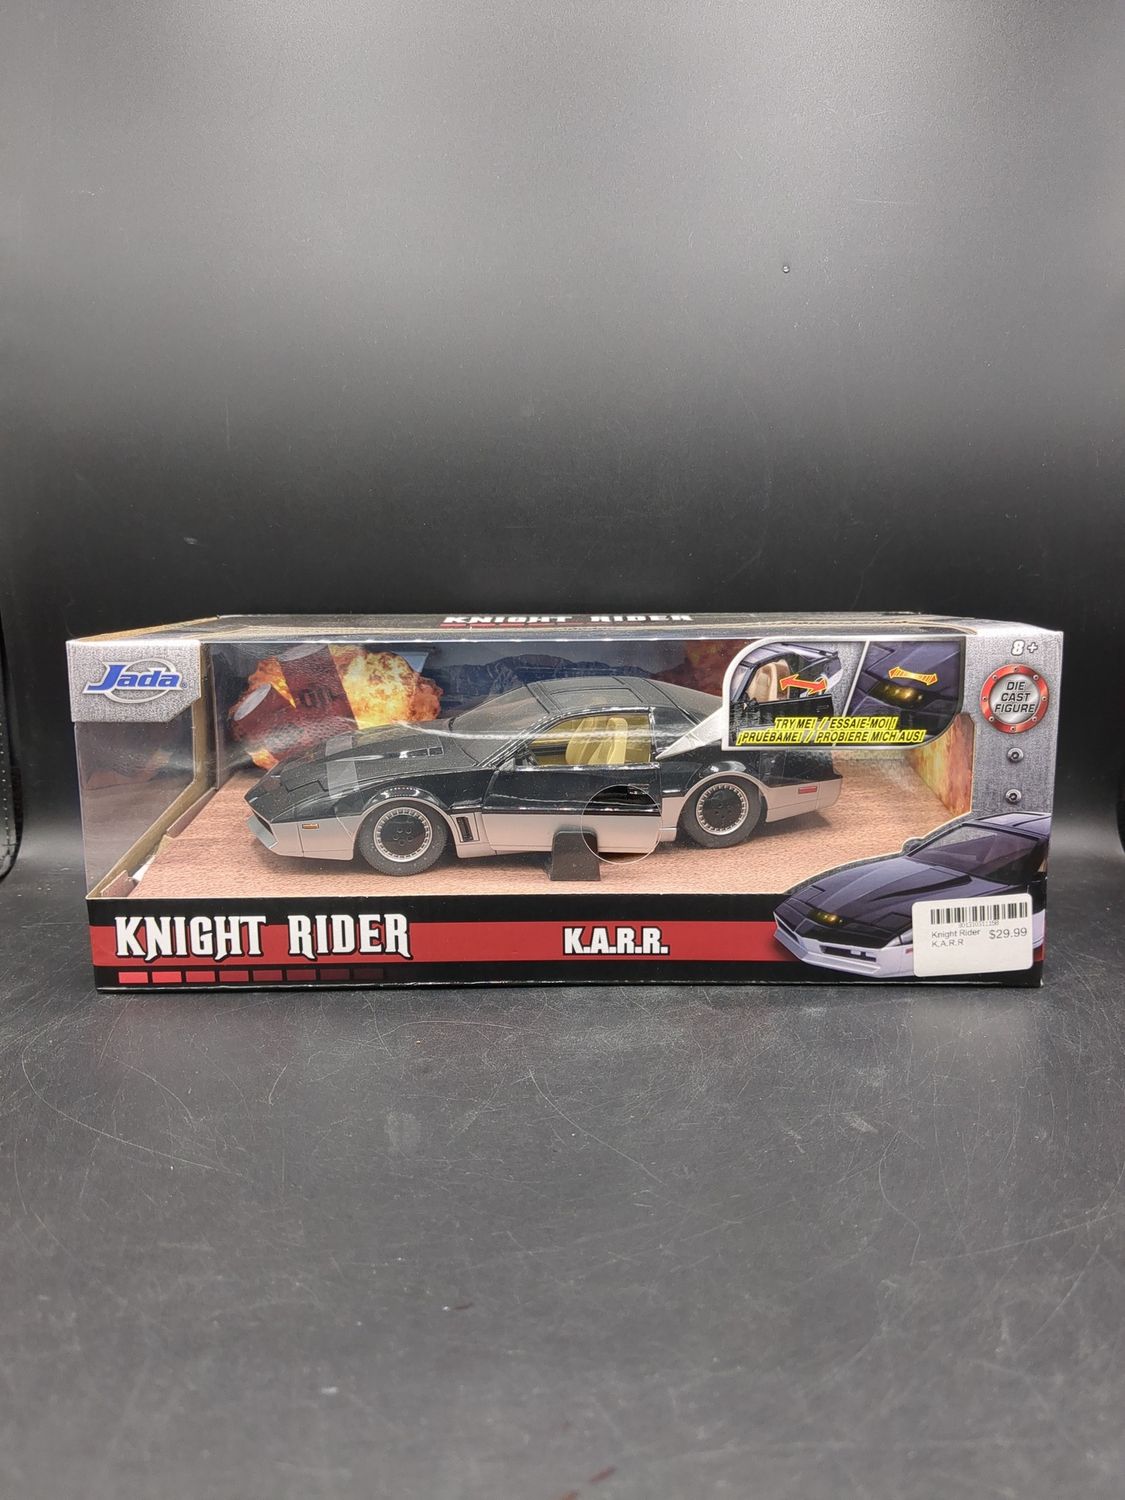 KNIGHT RIDER
Jada
8+
DIE
CAST
FIGURE
TRY ME! / ESSAIE-MOI!
¡PRUÉBAME! / PROBIERE MICH AUS!
KNIGHT RIDER
K.A.R.R.
Knight Rider
K.A.R.R
$29.99